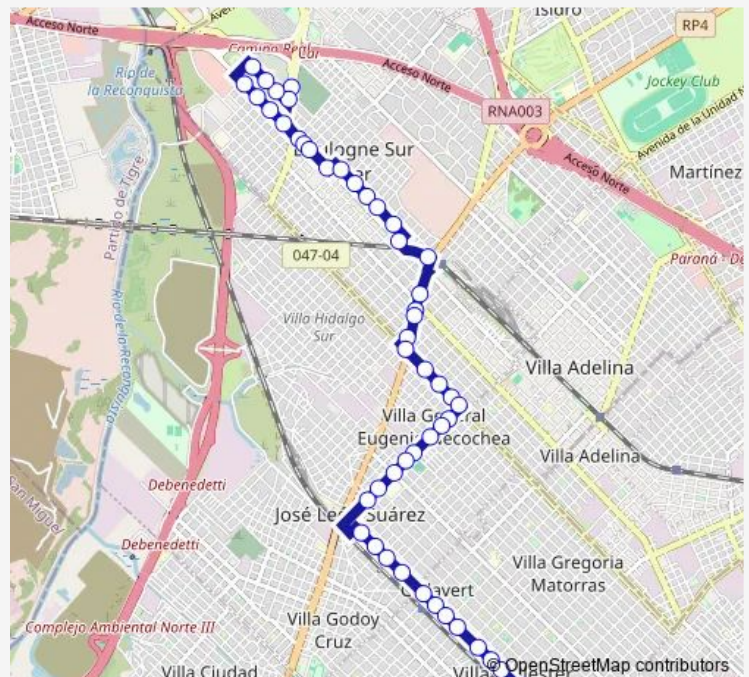 Isidro
Acceso Norte
RP4
Acceso Norte
Jockey Club
Río de
la Reconquista
RNA003
Avenida de la Unidad N
Acceso Norte
Martínez
Partido de Tigre
047-04
Paraná - De
Villa Hidalgo
Sur
Río de la Reconquista
Villa Adelina
Villa General
Eugenio Necochea
Villa Adelina
Debenedetti
San Miguel
José León Suárez
Debenedetti
Villa Gregoria
Matorras
Villa Godoy
Cruz
Complejo Ambiental Norte III
Villa Ciudad
© OpenStreetMap contributors